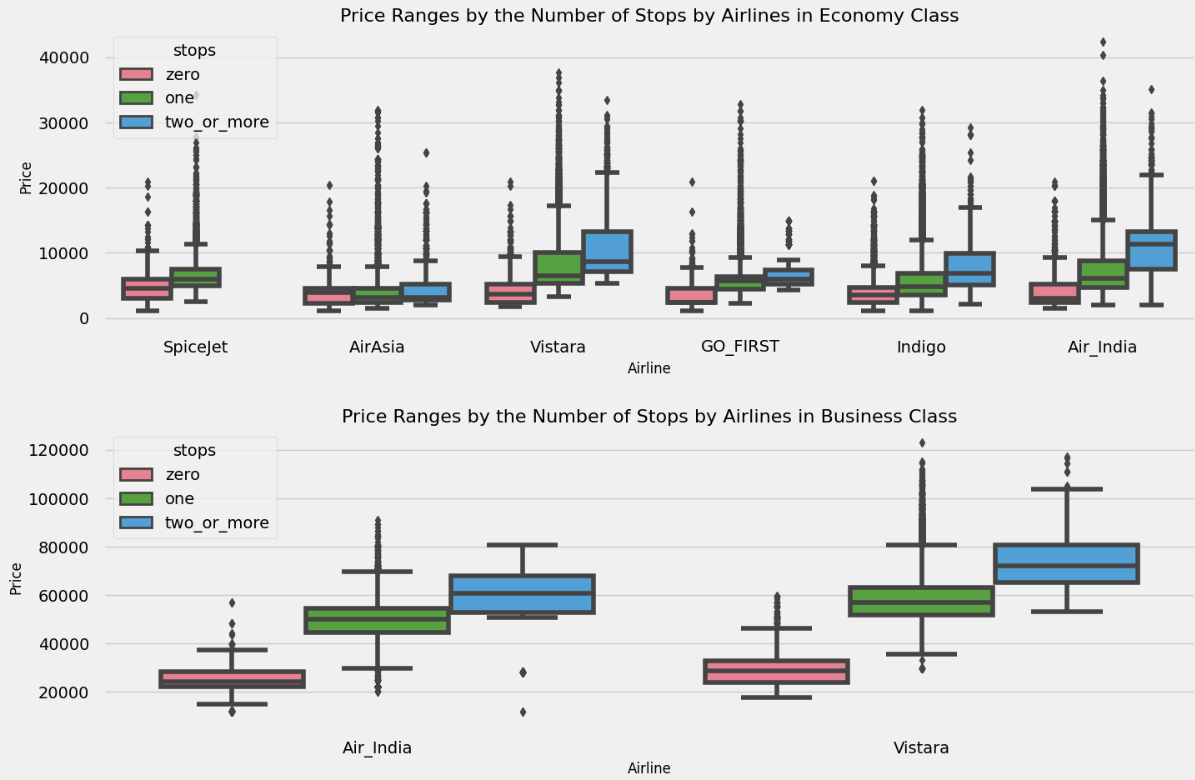 Price Ranges by the Number of Stops by Airlines in Economy Class
stops
zero
one
two_or_more
40000
30000
20000
10000
0
Price
SpiceJet AirAsia Vistara GO_FIRST Indigo Air_India
Airline
Price Ranges by the Number of Stops by Airlines in Business Class
stops
zero
one
two_or_more
120000
100000
80000
60000
40000
20000
Price
Air_India Vistara
Airline